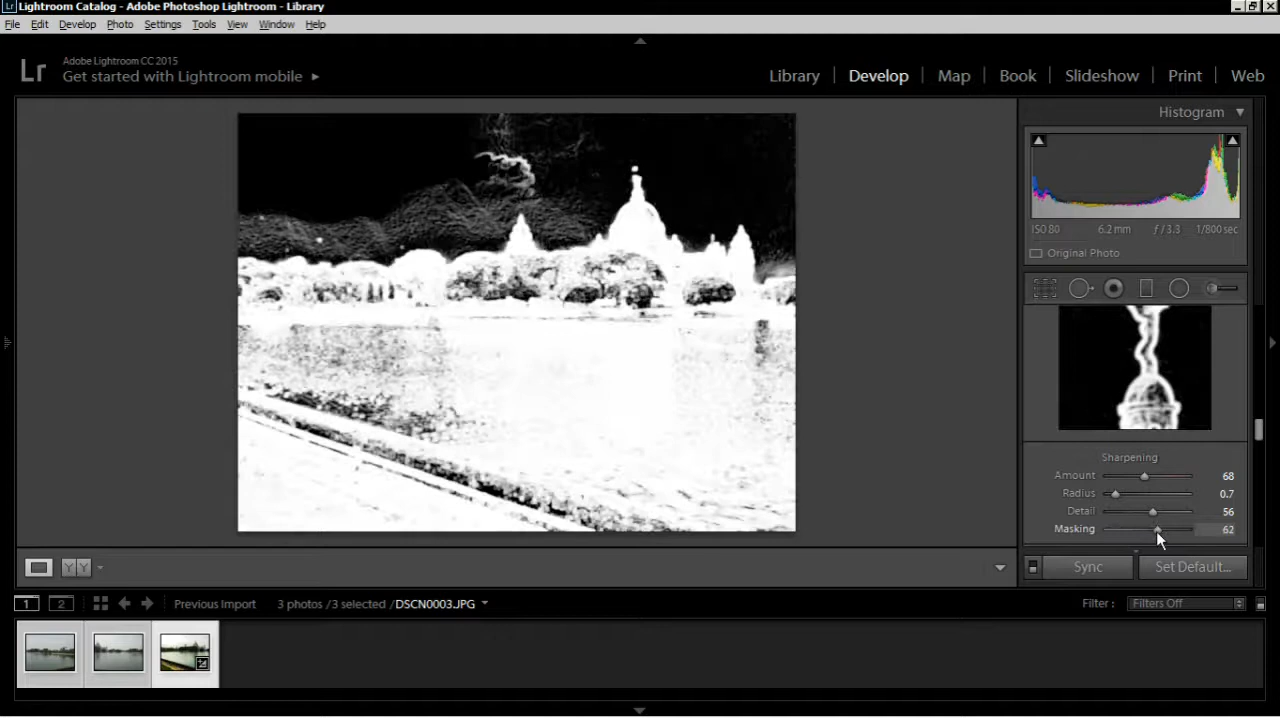 Lr Lightroom Catalog - Adobe Photoshop Lightroom - Library
File Edit Develop Photo Settings Tools View Window Help
Lr
Adobe Lightroom CC 2015
Get started with Lightroom mobile
Library Develop Map Book Slideshow Print Web
Histogram
ISO 80 6.2 mm ƒ / 3.3 1/800 sec
Original Photo
Sharpening
Amount 68
Radius 0.7
Detail 56
Masking 62
YY
Sync Set Default...
1 2 Previous Import 3 photos /3 selected /DSCN0003.JPG Filter : Filters Off